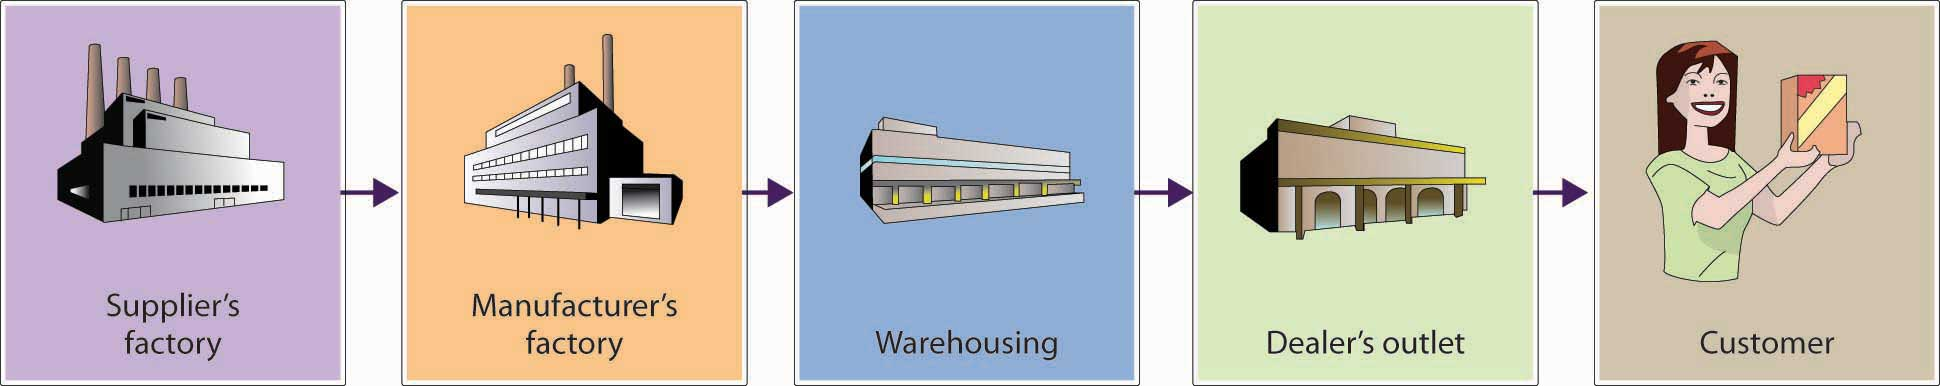 Supplier's
factory
Manufacturer's
factory
Warehousing
Dealer's outlet
Customer